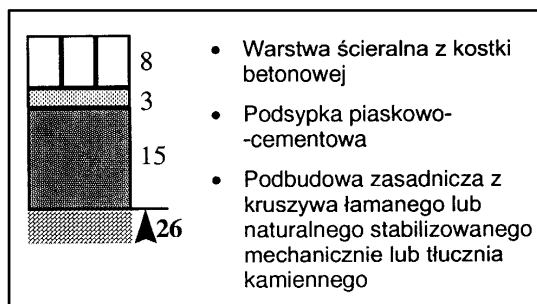 8
3
15
26
• Warstwa ścieralna z kostki
betonowej
• Podsypka piaskowo-
-cementowa
• Podbudowa zasadnicza z
kruszywa łamanego lub
naturalnego stabilizowanego
mechanicznie lub tłucznia
kamiennego